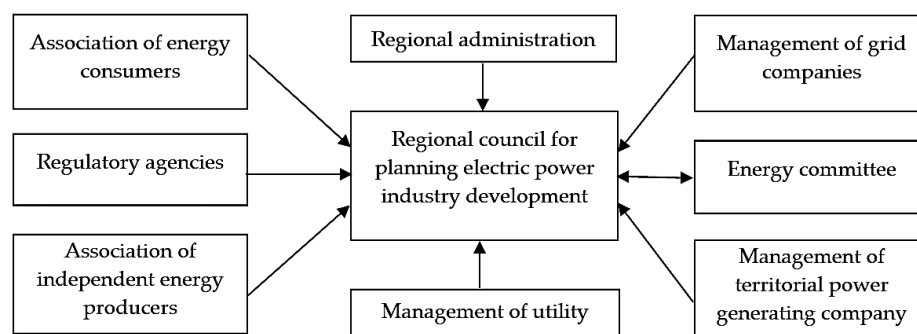 Association of energy
consumers
Regional administration
Management of grid
companies
Regulatory agencies
Regional council for
planning electric power
industry development
Energy committee
Association of
independent energy
producers
Management of utility
Management of
territorial power
generating company